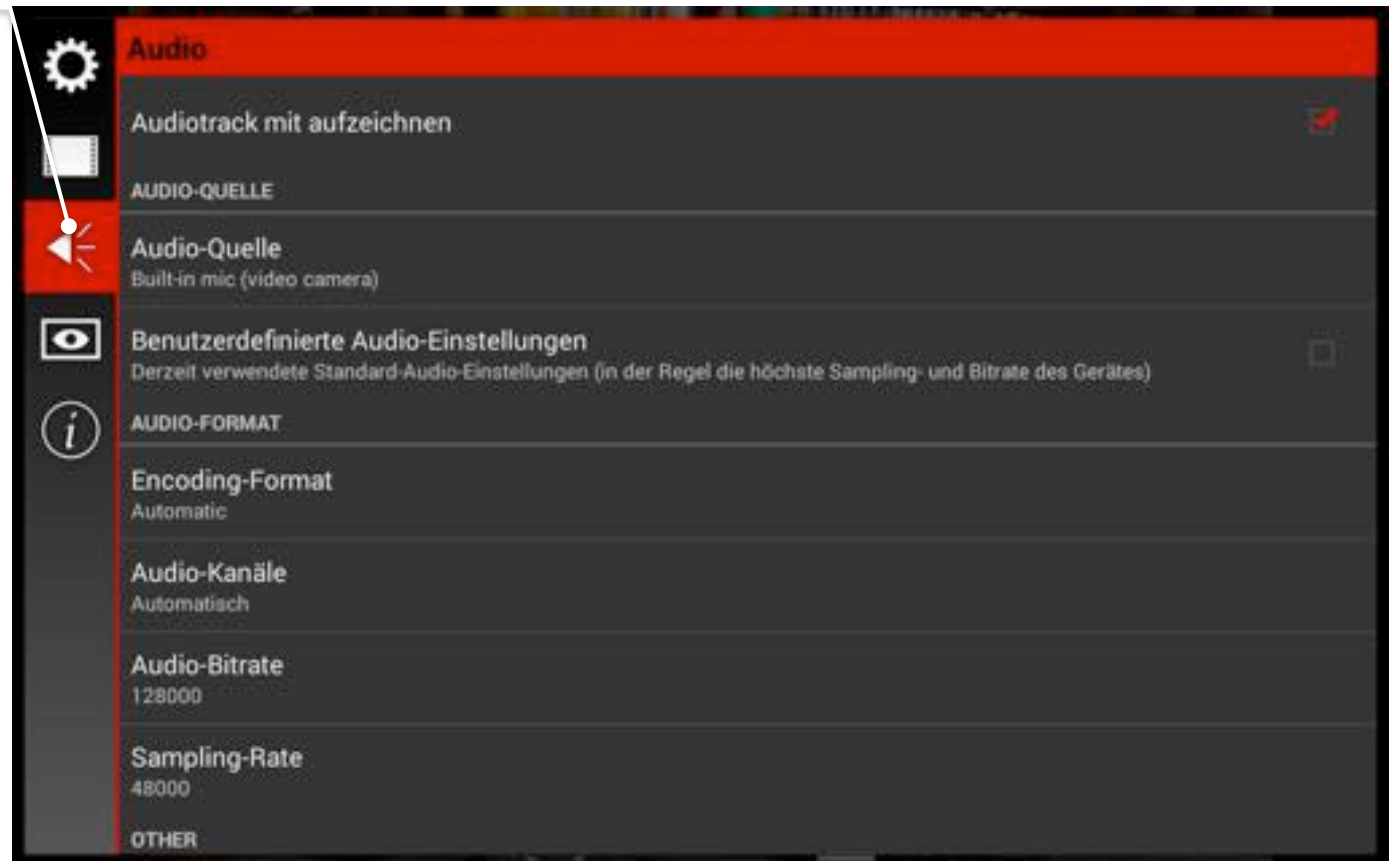 Audio
Audiotrack mit aufzeichnen
AUDIO-QUELLE
Audio-Quelle
Built-in mic (video camera)
Benutzerdefinierte Audio-Einstellungen
Derzeit verwendete Standard-Audio-Einstellungen (in der Regel die höchste Sampling- und Bitrate des Gerätes)
i
AUDIO-FORMAT
Encoding-Format
Automatic
Audio-Kanäle
Automatisch
Audio-Bitrate
128000
Sampling-Rate
48000
OTHER